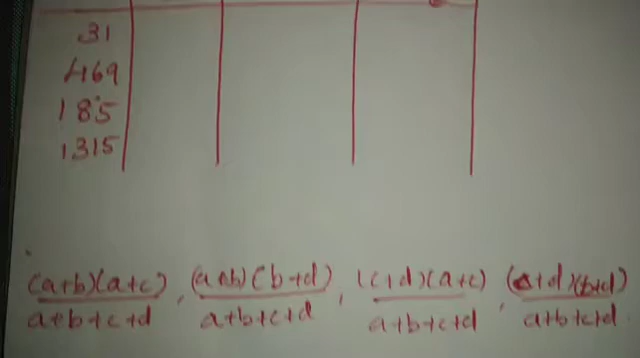 31
469
185
1315
(a+b)(a+c)/a+b+c+d , (a+b)(b+d)/a+b+c+d , (c+d)(a+c)/a+b+c+d , (c+d)(b+d)/a+b+c+d